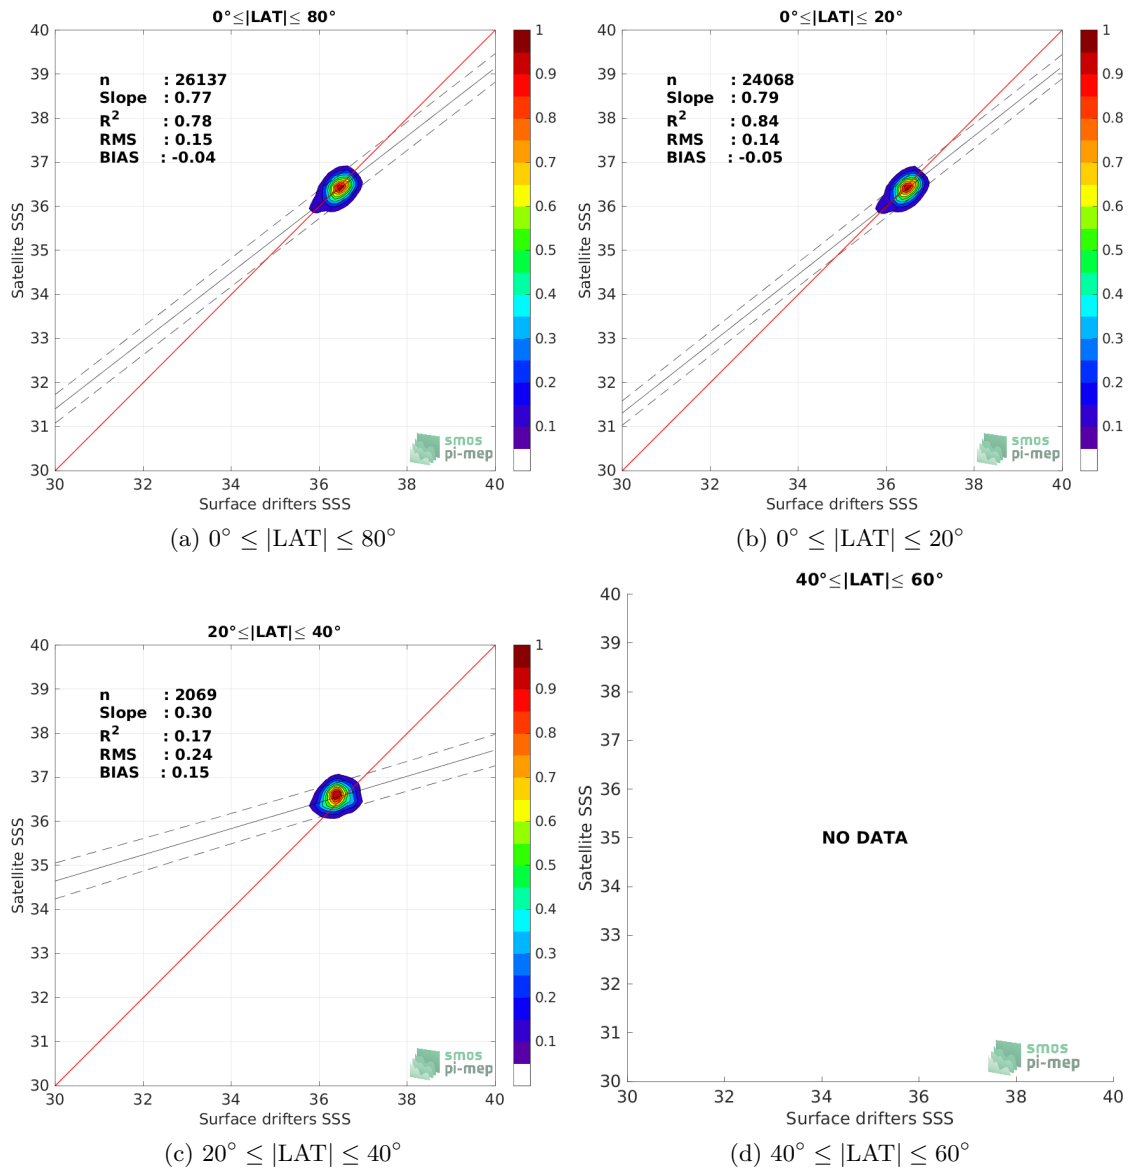 0°≤|LAT|≤ 80°
40
39
38
37
36
35
34
33
32
31
30
Satellite SSS
n : 26137
Slope : 0.77
R² : 0.78
RMS : 0.15
BIAS : -0.04
smos
pi-mep
30 32 34 36 38 40
Surface drifters SSS
1
0.9
0.8
0.7
0.6
0.5
0.4
0.3
0.2
0.1
(a) 0° ≤ |LAT| ≤ 80°
0°≤|LAT|≤ 20°
40
39
38
37
36
35
34
33
32
31
30
Satellite SSS
n : 24068
Slope : 0.79
R² : 0.84
RMS : 0.14
BIAS : -0.05
smos
pi-mep
30 32 34 36 38 40
Surface drifters SSS
1
0.9
0.8
0.7
0.6
0.5
0.4
0.3
0.2
0.1
(b) 0° ≤ |LAT| ≤ 20°
20°≤|LAT|≤ 40°
40
39
38
37
36
35
34
33
32
31
30
Satellite SSS
n : 2069
Slope : 0.30
R² : 0.17
RMS : 0.24
BIAS : 0.15
smos
pi-mep
30 32 34 36 38 40
Surface drifters SSS
1
0.9
0.8
0.7
0.6
0.5
0.4
0.3
0.2
0.1
(c) 20° ≤ |LAT| ≤ 40°
40°≤|LAT|≤ 60°
40
39
38
37
36
35
34
33
32
31
30
Satellite SSS
NO DATA
smos
pi-mep
30 32 34 36 38 40
Surface drifters SSS
(d) 40° ≤ |LAT| ≤ 60°